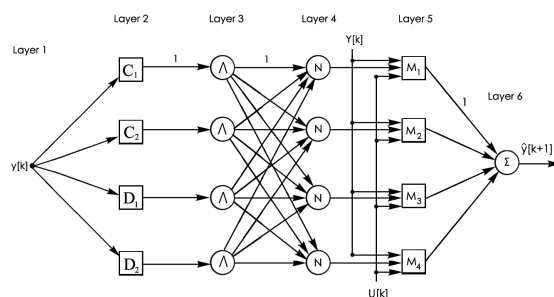 Layer 1
Layer 2
Layer 3
Layer 4
Layer 5
Layer 6
Y[k]
C₁ 1 Λ 1 N M₁
1
C₂ Λ N M₂
y[k] Σ ŷ[k+1]
D₁ Λ N M₃
D₂ Λ N M₄
U[k]